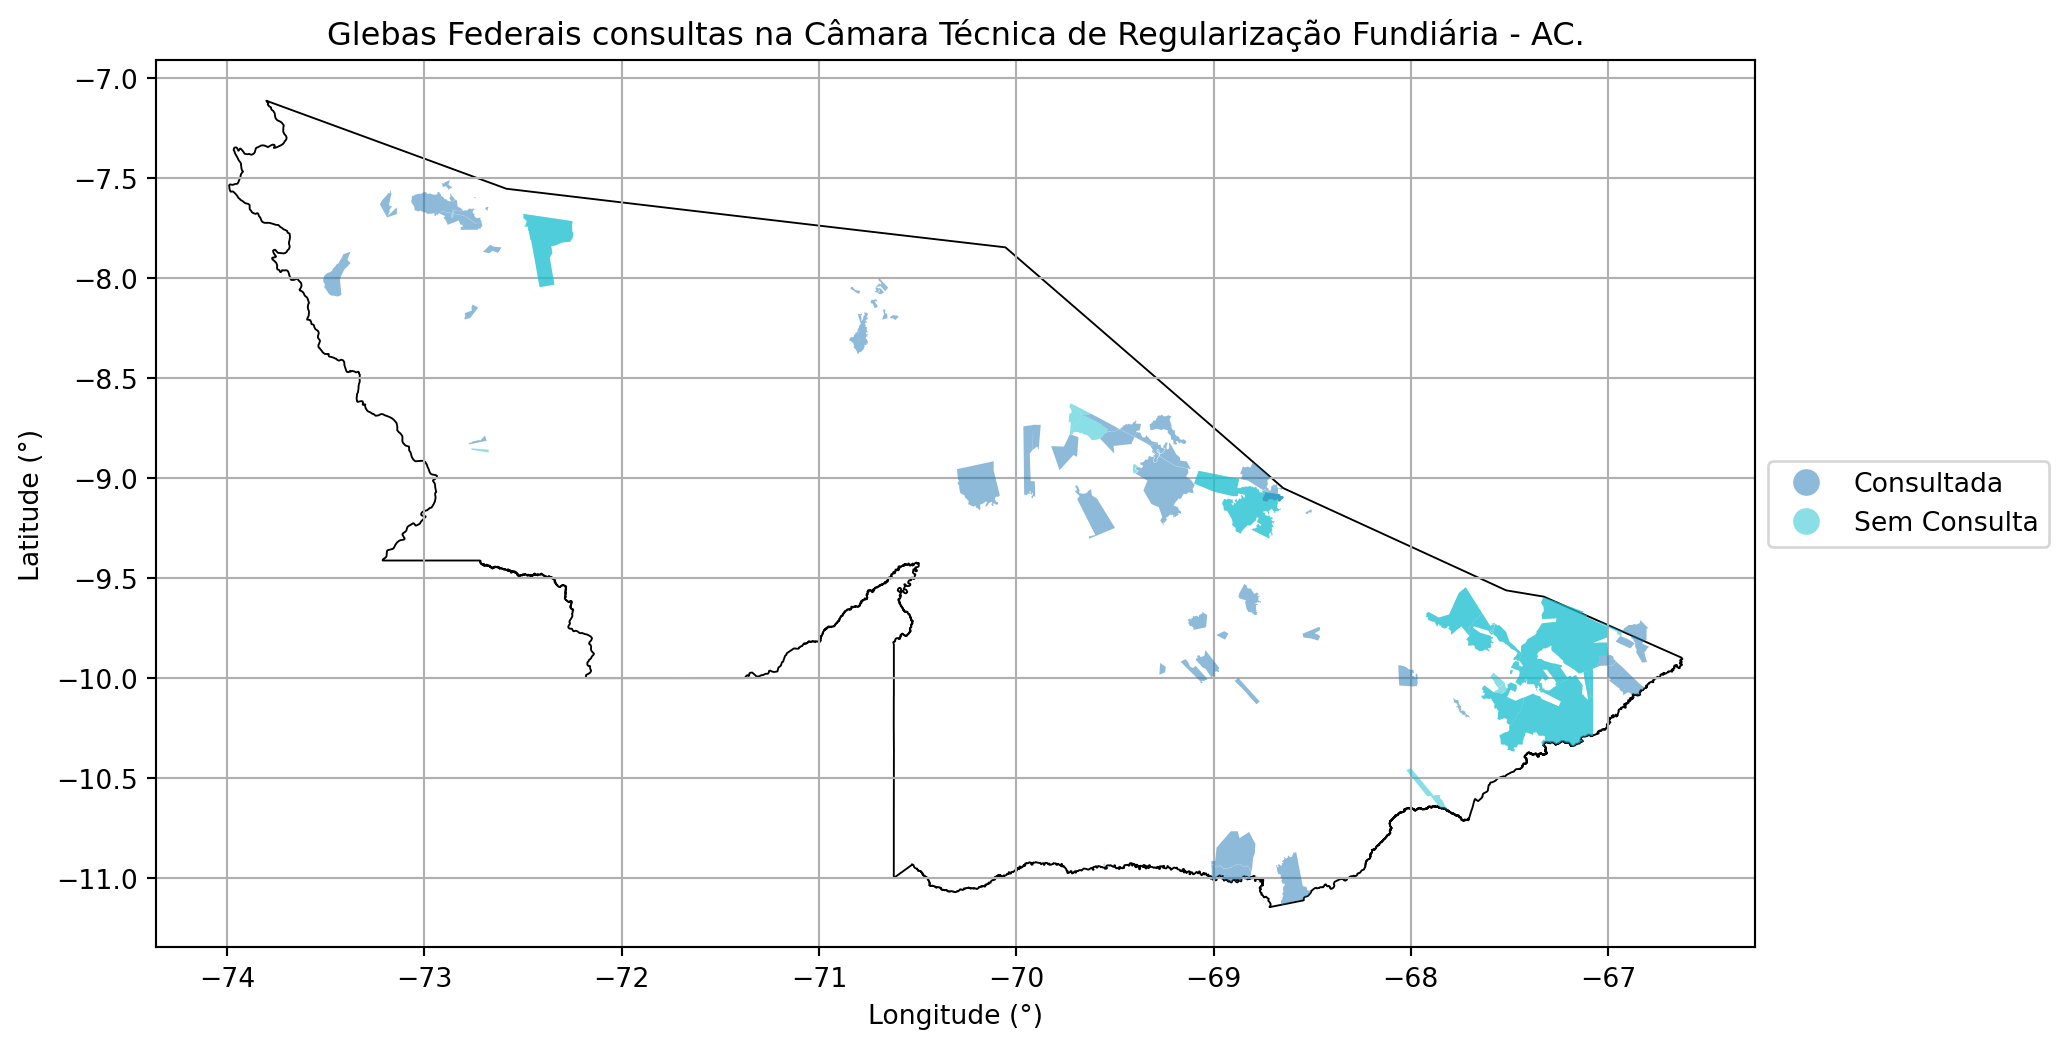 Glebas Federais consultas na Câmara Técnica de Regularização Fundiária - AC.
−7.0
−7.5
−8.0
−8.5
−9.0
−9.5
−10.0
−10.5
−11.0
Latitude (°)
−74 −73 −72 −71 −70 −69 −68 −67
Longitude (°)
Consultada
Sem Consulta